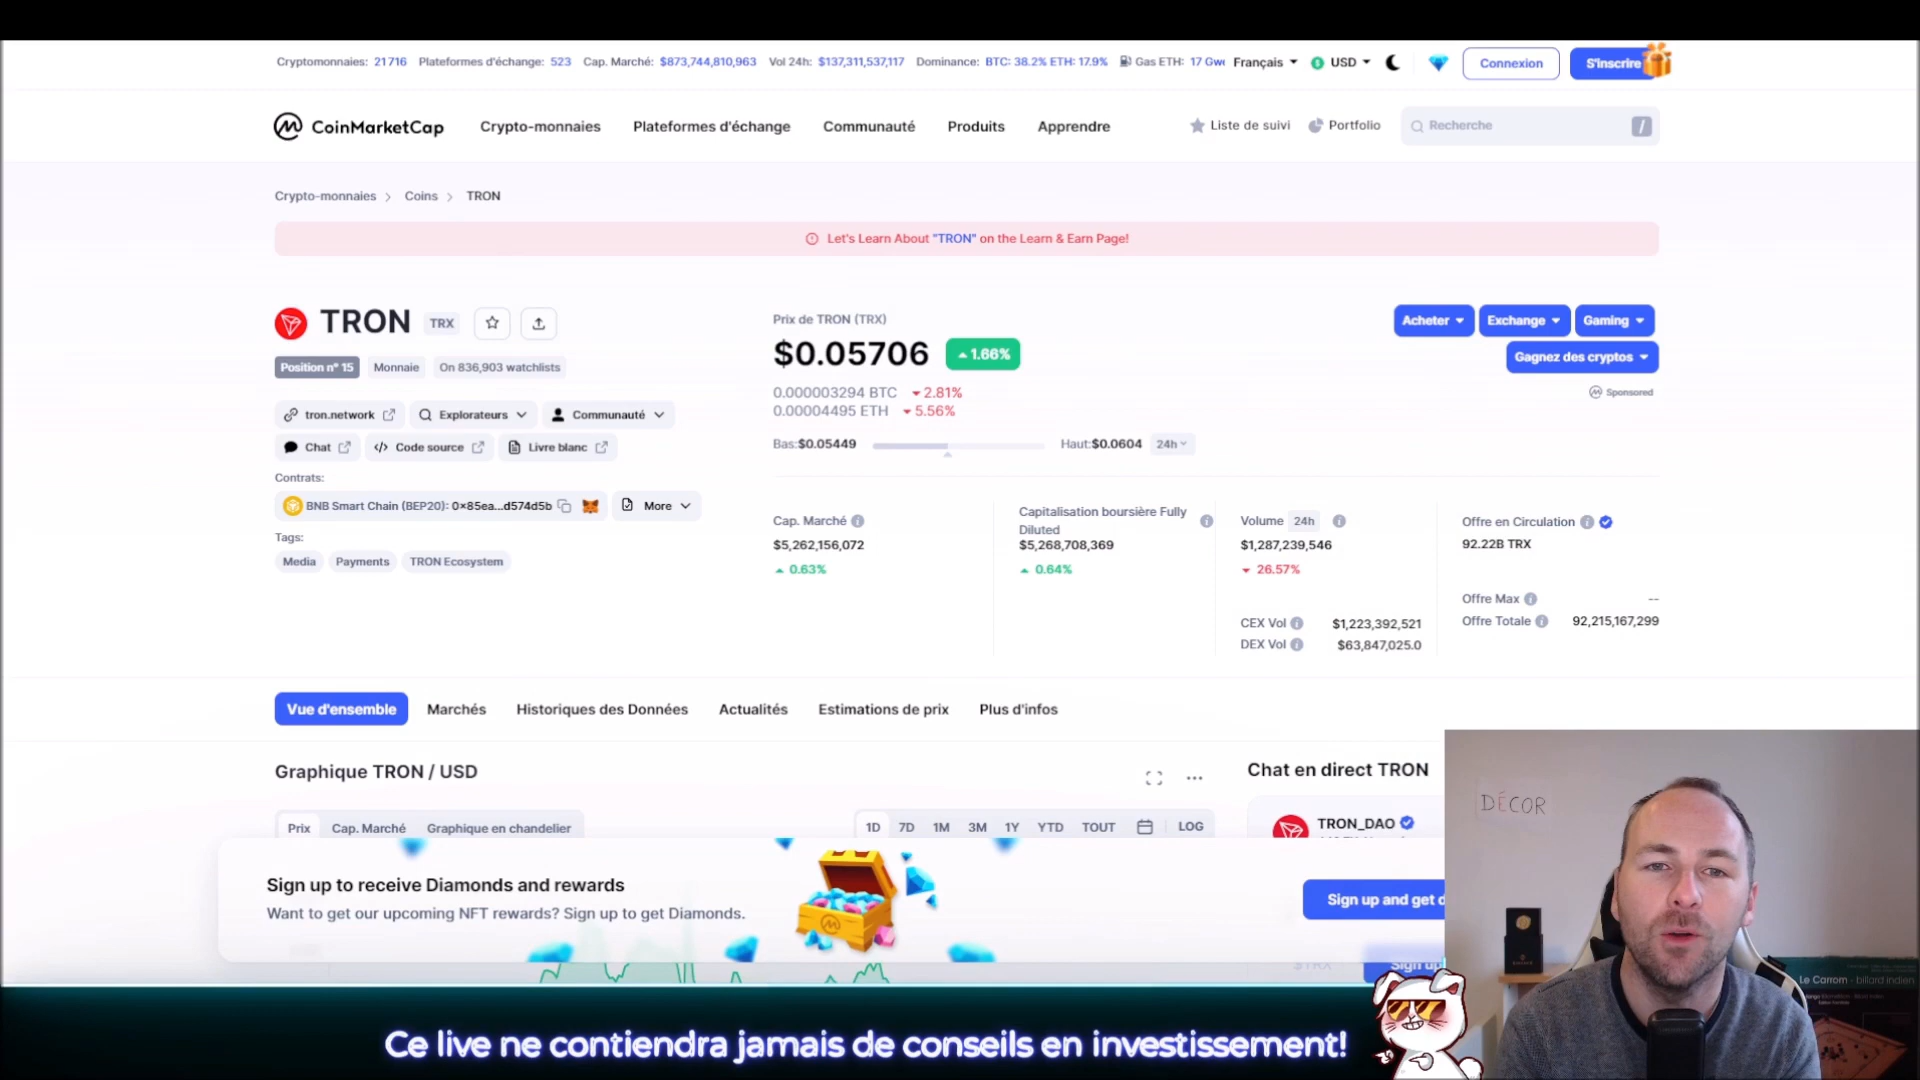 Cryptomonnaies: 21716 Plateformes d'échange: 523 Cap. Marché: $873,744,810,963 Vol 24h: $137,311,537,117 Dominance: BTC: 38.2% ETH: 17.9% Gas ETH: 17 Gwe Français USD Connexion S'inscrire
CoinMarketCap Crypto-monnaies Plateformes d'échange Communauté Produits Apprendre Liste de suivi Portfolio Recherche /
Crypto-monnaies > Coins > TRON
Let's Learn About "TRON" on the Learn & Earn Page!
TRON TRX
Position n° 15 Monnaie On 836,903 watchlists
tron.network Explorateurs Communauté
Chat Code source Livre blanc
Contrats:
BNB Smart Chain (BEP20): 0x85ea...d574d5b More
Tags:
Media Payments TRON Ecosystem
Prix de TRON (TRX)
$0.05706 1.66%
0.000003294 BTC 2.81%
0.00004495 ETH 5.56%
Bas:$0.05449 Haut:$0.0604 24h
Acheter Exchange Gaming
Gagnez des cryptos
Sponsored
Cap. Marché
$5,262,156,072
0.63%
Capitalisation boursière Fully
Diluted
$5,268,708,369
0.64%
Volume 24h
$1,287,239,546
26.57%
CEX Vol $1,223,392,521
DEX Vol $63,847,025.0
Offre en Circulation
92.22B TRX
Offre Max --
Offre Totale 92,215,167,299
Vue d'ensemble Marchés Historiques des Données Actualités Estimations de prix Plus d'infos
Graphique TRON / USD
Prix Cap. Marché Graphique en chandelier 1D 7D 1M 3M 1Y YTD TOUT LOG
Chat en direct TRON
TRON_DAO
Sign up to receive Diamonds and rewards
Want to get our upcoming NFT rewards? Sign up to get Diamonds.
Sign up and get d
$TRX Sign up
DÉCOR
Le Carrom - billard indien
Ce live ne contiendra jamais de conseils en investissement!